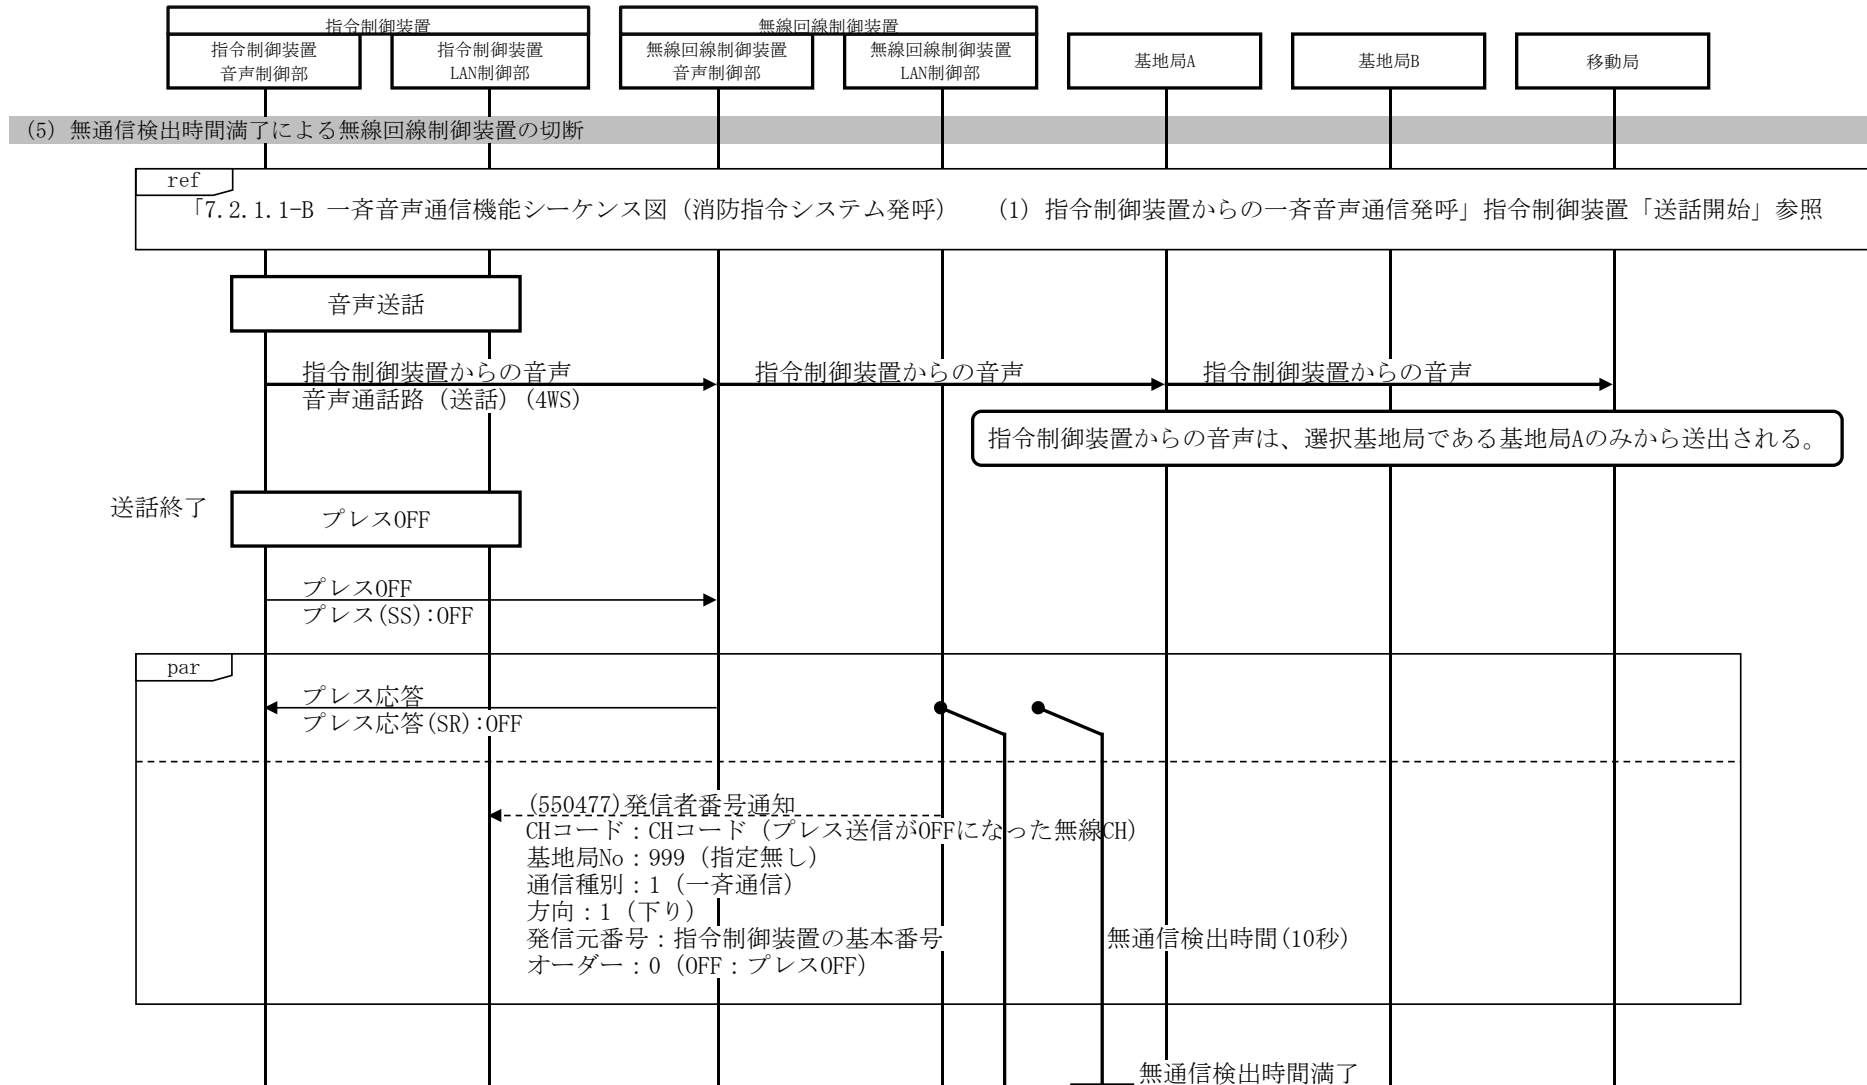 指令制御装置
無線回線制御装置
指令制御装置
音声制御部
指令制御装置
LAN制御部
無線回線制御装置
音声制御部
無線回線制御装置
LAN制御部
基地局A
基地局B
移動局
(5) 無通信検出時間満了による無線回線制御装置の切断
ref
「7.2.1.1-B 一斉音声通信機能シーケンス図（消防指令システム発呼） (1) 指令制御装置からの一斉音声通信発呼」指令制御装置「送話開始」参照
音声送話
指令制御装置からの音声
音声通話路（送話）(4WS)
指令制御装置からの音声
指令制御装置からの音声
指令制御装置からの音声は、選択基地局である基地局Aのみから送出される。
送話終了
プレスOFF
プレスOFF
プレス(SS):OFF
par
プレス応答
プレス応答(SR):OFF
(550477)発信者番号通知
CHコード：CHコード（プレス送信がOFFになった無線CH）
基地局No：999（指定無し）
通信種別：1（一斉通信）
方向：1（下り）
発信元番号：指令制御装置の基本番号
オーダー：0（OFF：プレスOFF）
無通信検出時間(10秒)
無通信検出時間満了